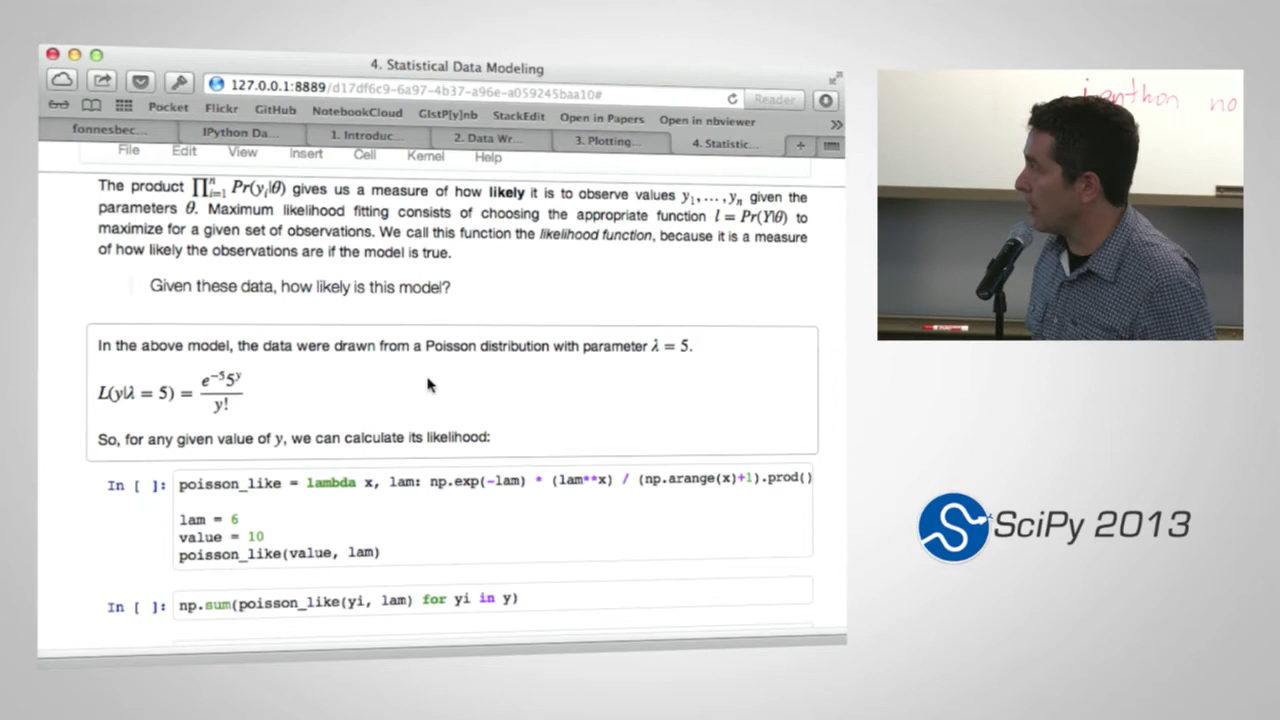 4. Statistical Data Modeling
127.0.0.1:8889/d17df6c9-6a97-4b37-a96e-a059245baa10#
Reader
Pocket Flickr GitHub NotebookCloud GistP[y]nb StackEdit Open in Papers Open in nbviewer
fonnesbec... IPython Da... 1. Introduc... 2. Data Wr... 3. Plotting... 4. Statistic...
File Edit View Insert Cell Kernel Help
The product ∏ⁿᵢ₌₁ Pr(yᵢ|θ) gives us a measure of how likely it is to observe values y₁,…,yₙ given the
parameters θ. Maximum likelihood fitting consists of choosing the appropriate function l = Pr(Y|θ) to
maximize for a given set of observations. We call this function the likelihood function, because it is a measure
of how likely the observations are if the model is true.
Given these data, how likely is this model?
In the above model, the data were drawn from a Poisson distribution with parameter λ = 5.
L(y|λ = 5) = e⁻⁵5ʸ / y!
So, for any given value of y, we can calculate its likelihood:
In [ ]: poisson_like = lambda x, lam: np.exp(-lam) * (lam**x) / (np.arange(x)+1).prod()
lam = 6
value = 10
poisson_like(value, lam)
In [ ]: np.sum(poisson_like(yi, lam) for yi in y)
no
SciPy 2013